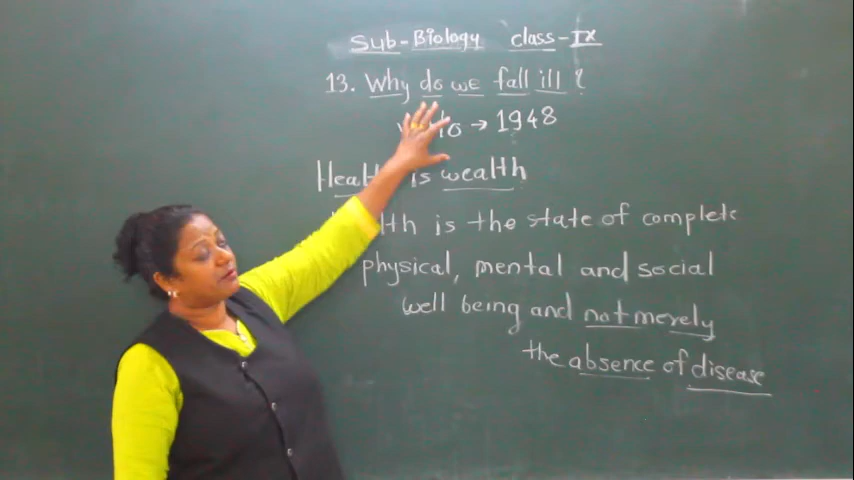 Sub-Biology class-IX
13. Why do we fall ill?
→ 1948
is wealth
is the state of complete
physical, mental and social
well being and not merely
the absence of disease